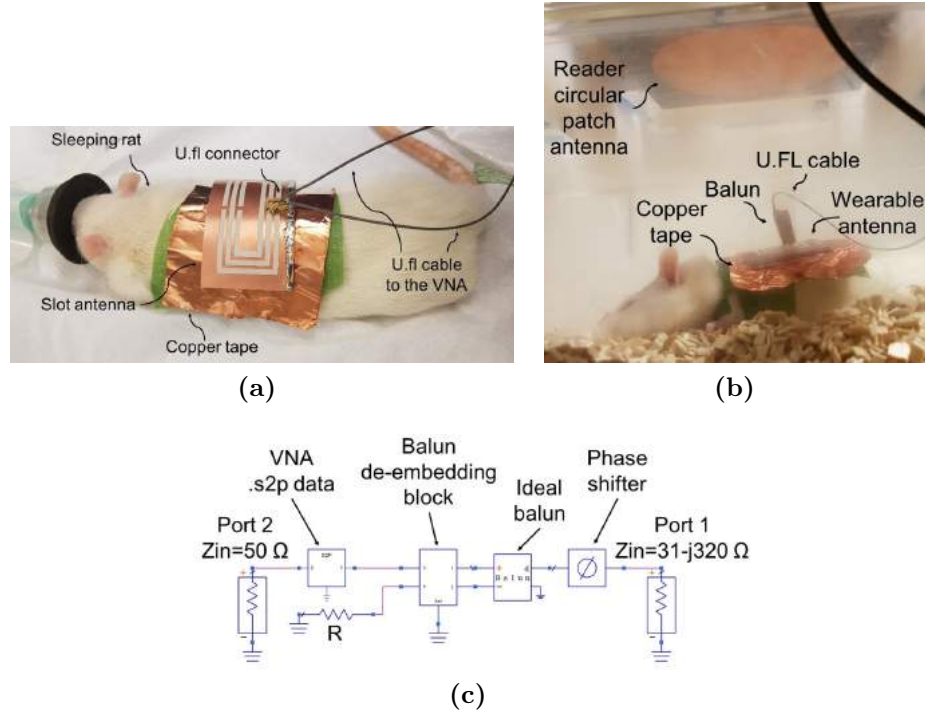 Sleeping rat
U.fl connector
Slot antenna
Copper tape
U.fl cable
to the VNA
(a)
Reader
circular
patch
antenna
U.FL cable
Balun
Wearable
antenna
Copper
tape
(b)
VNA
.s2p data
Balun
de-embedding
block
Ideal
balun
Phase
shifter
Port 2
Zin=50 Ω
Port 1
Zin=31-j320 Ω
Balun
R
(c)